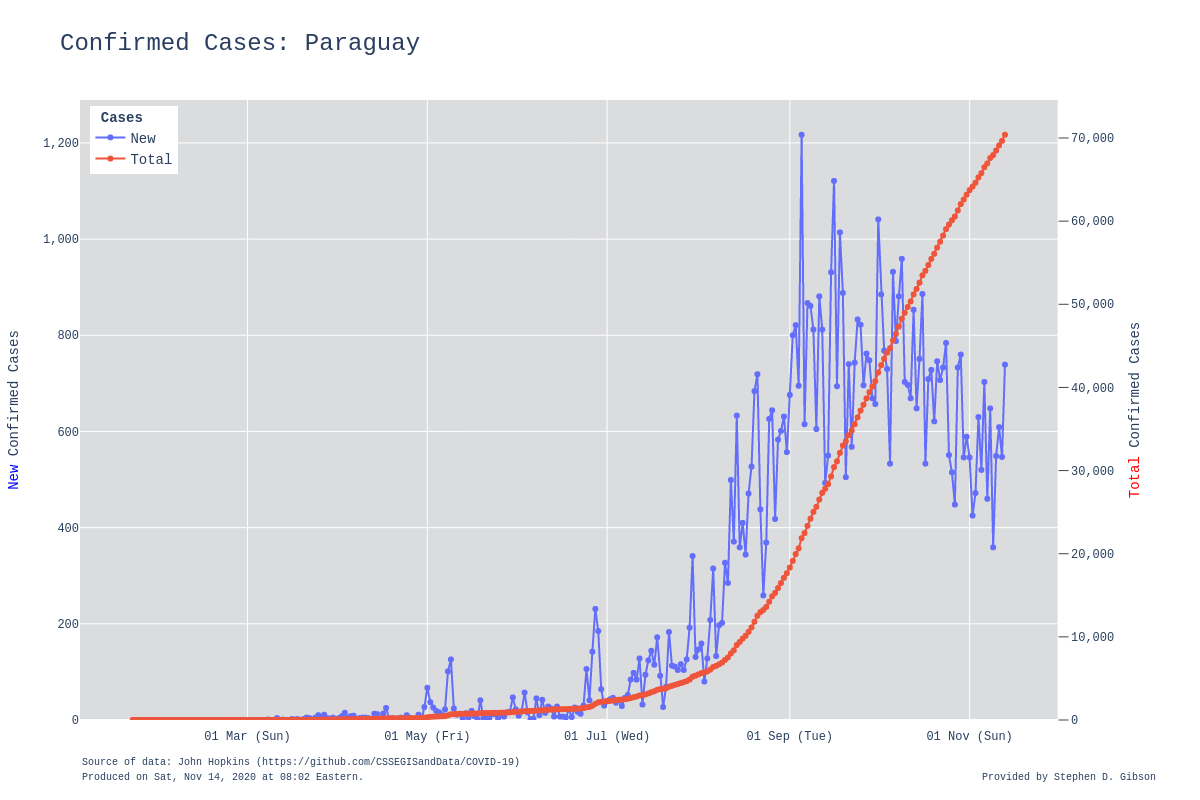 Confirmed Cases: Paraguay
Cases
New
Total
1,200
1,000
800
600
400
200
0
70,000
60,000
50,000
40,000
30,000
20,000
10,000
0
New Confirmed Cases
Total Confirmed Cases
01 Mar (Sun)
01 May (Fri)
01 Jul (Wed)
01 Sep (Tue)
01 Nov (Sun)
Source of data: John Hopkins (https://github.com/CSSEGISandData/COVID-19)
Produced on Sat, Nov 14, 2020 at 08:02 Eastern.
Provided by Stephen D. Gibson